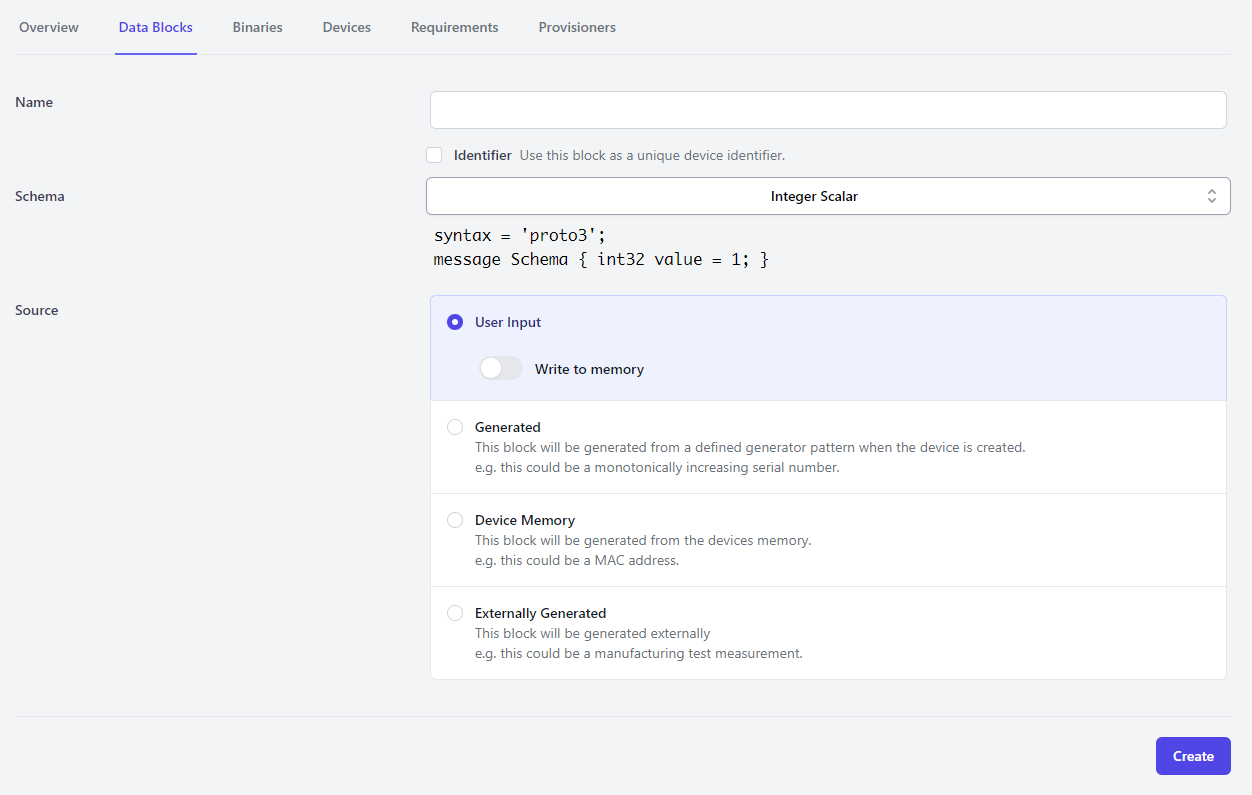 Overview Data Blocks Binaries Devices Requirements Provisioners
Name
Identifier Use this block as a unique device identifier.
Schema
Integer Scalar
syntax = 'proto3';
message Schema { int32 value = 1; }
Source
User Input
Write to memory
Generated
This block will be generated from a defined generator pattern when the device is created.
e.g. this could be a monotonically increasing serial number.
Device Memory
This block will be generated from the devices memory.
e.g. this could be a MAC address.
Externally Generated
This block will be generated externally
e.g. this could be a manufacturing test measurement.
Create